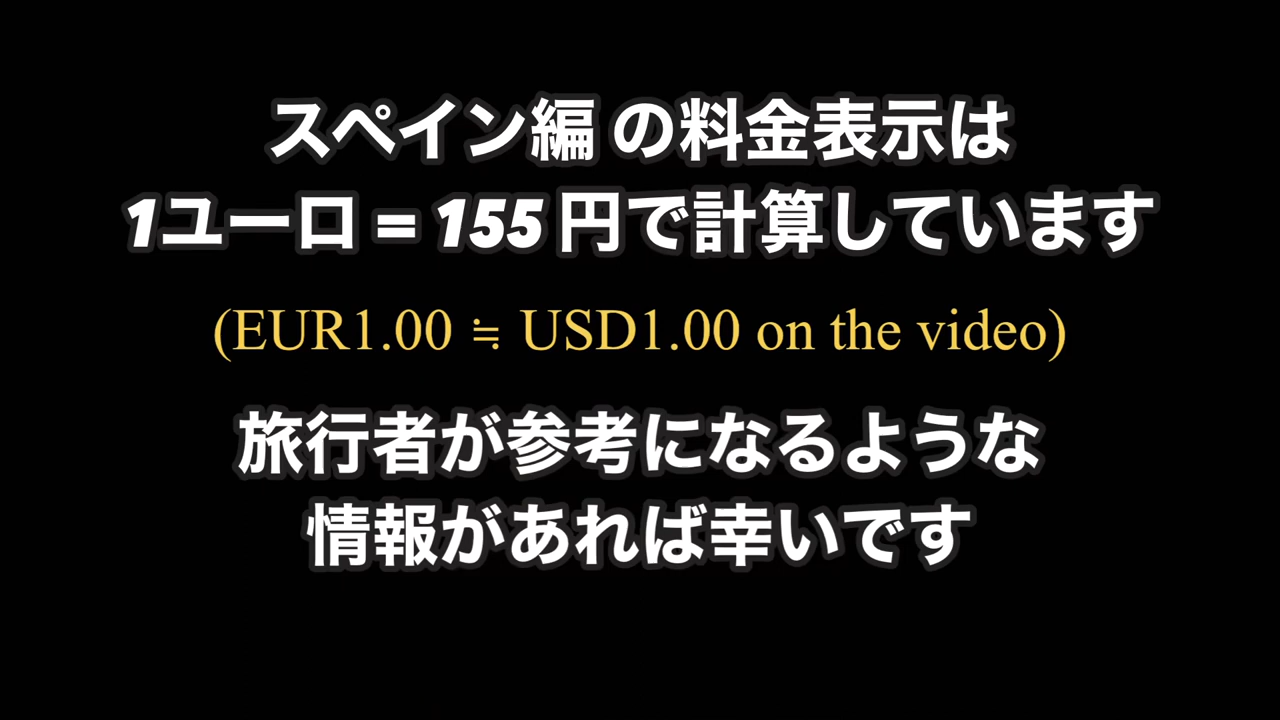 スペイン編 の料金表示は
1ユーロ = 155 円で計算しています
(EUR1.00 ≒ USD1.00 on the video)
旅行者が参考になるような
情報があれば幸いです